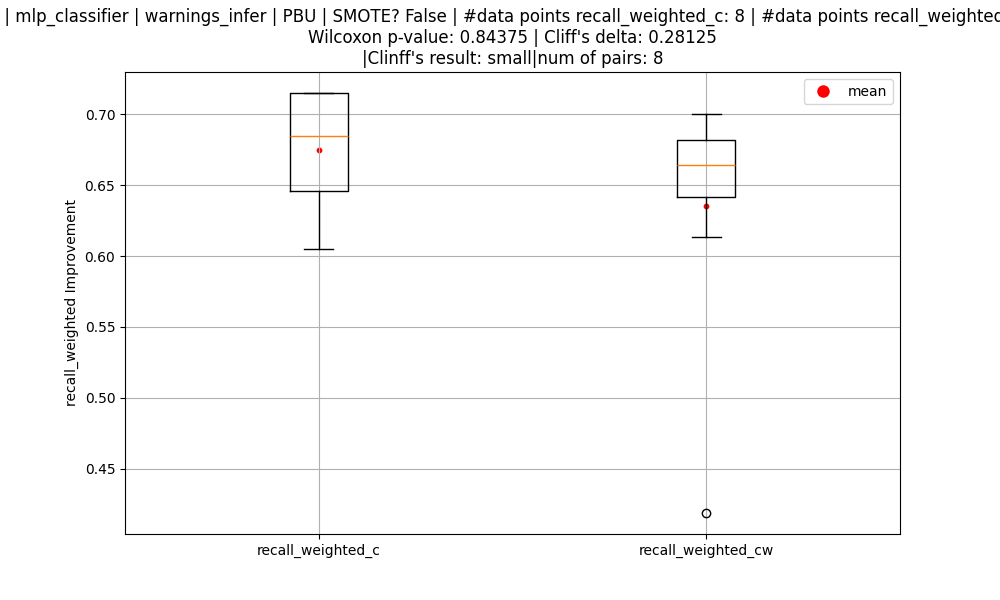 | mlp_classifier | warnings_infer | PBU | SMOTE? False | #data points recall_weighted_c: 8 | #data points recall_weighted
Wilcoxon p-value: 0.84375 | Cliff's delta: 0.28125
|Clinff's result: small|num of pairs: 8
mean
0.70
0.65
0.60
0.55
0.50
0.45
recall_weighted Improvement
recall_weighted_c
recall_weighted_cw